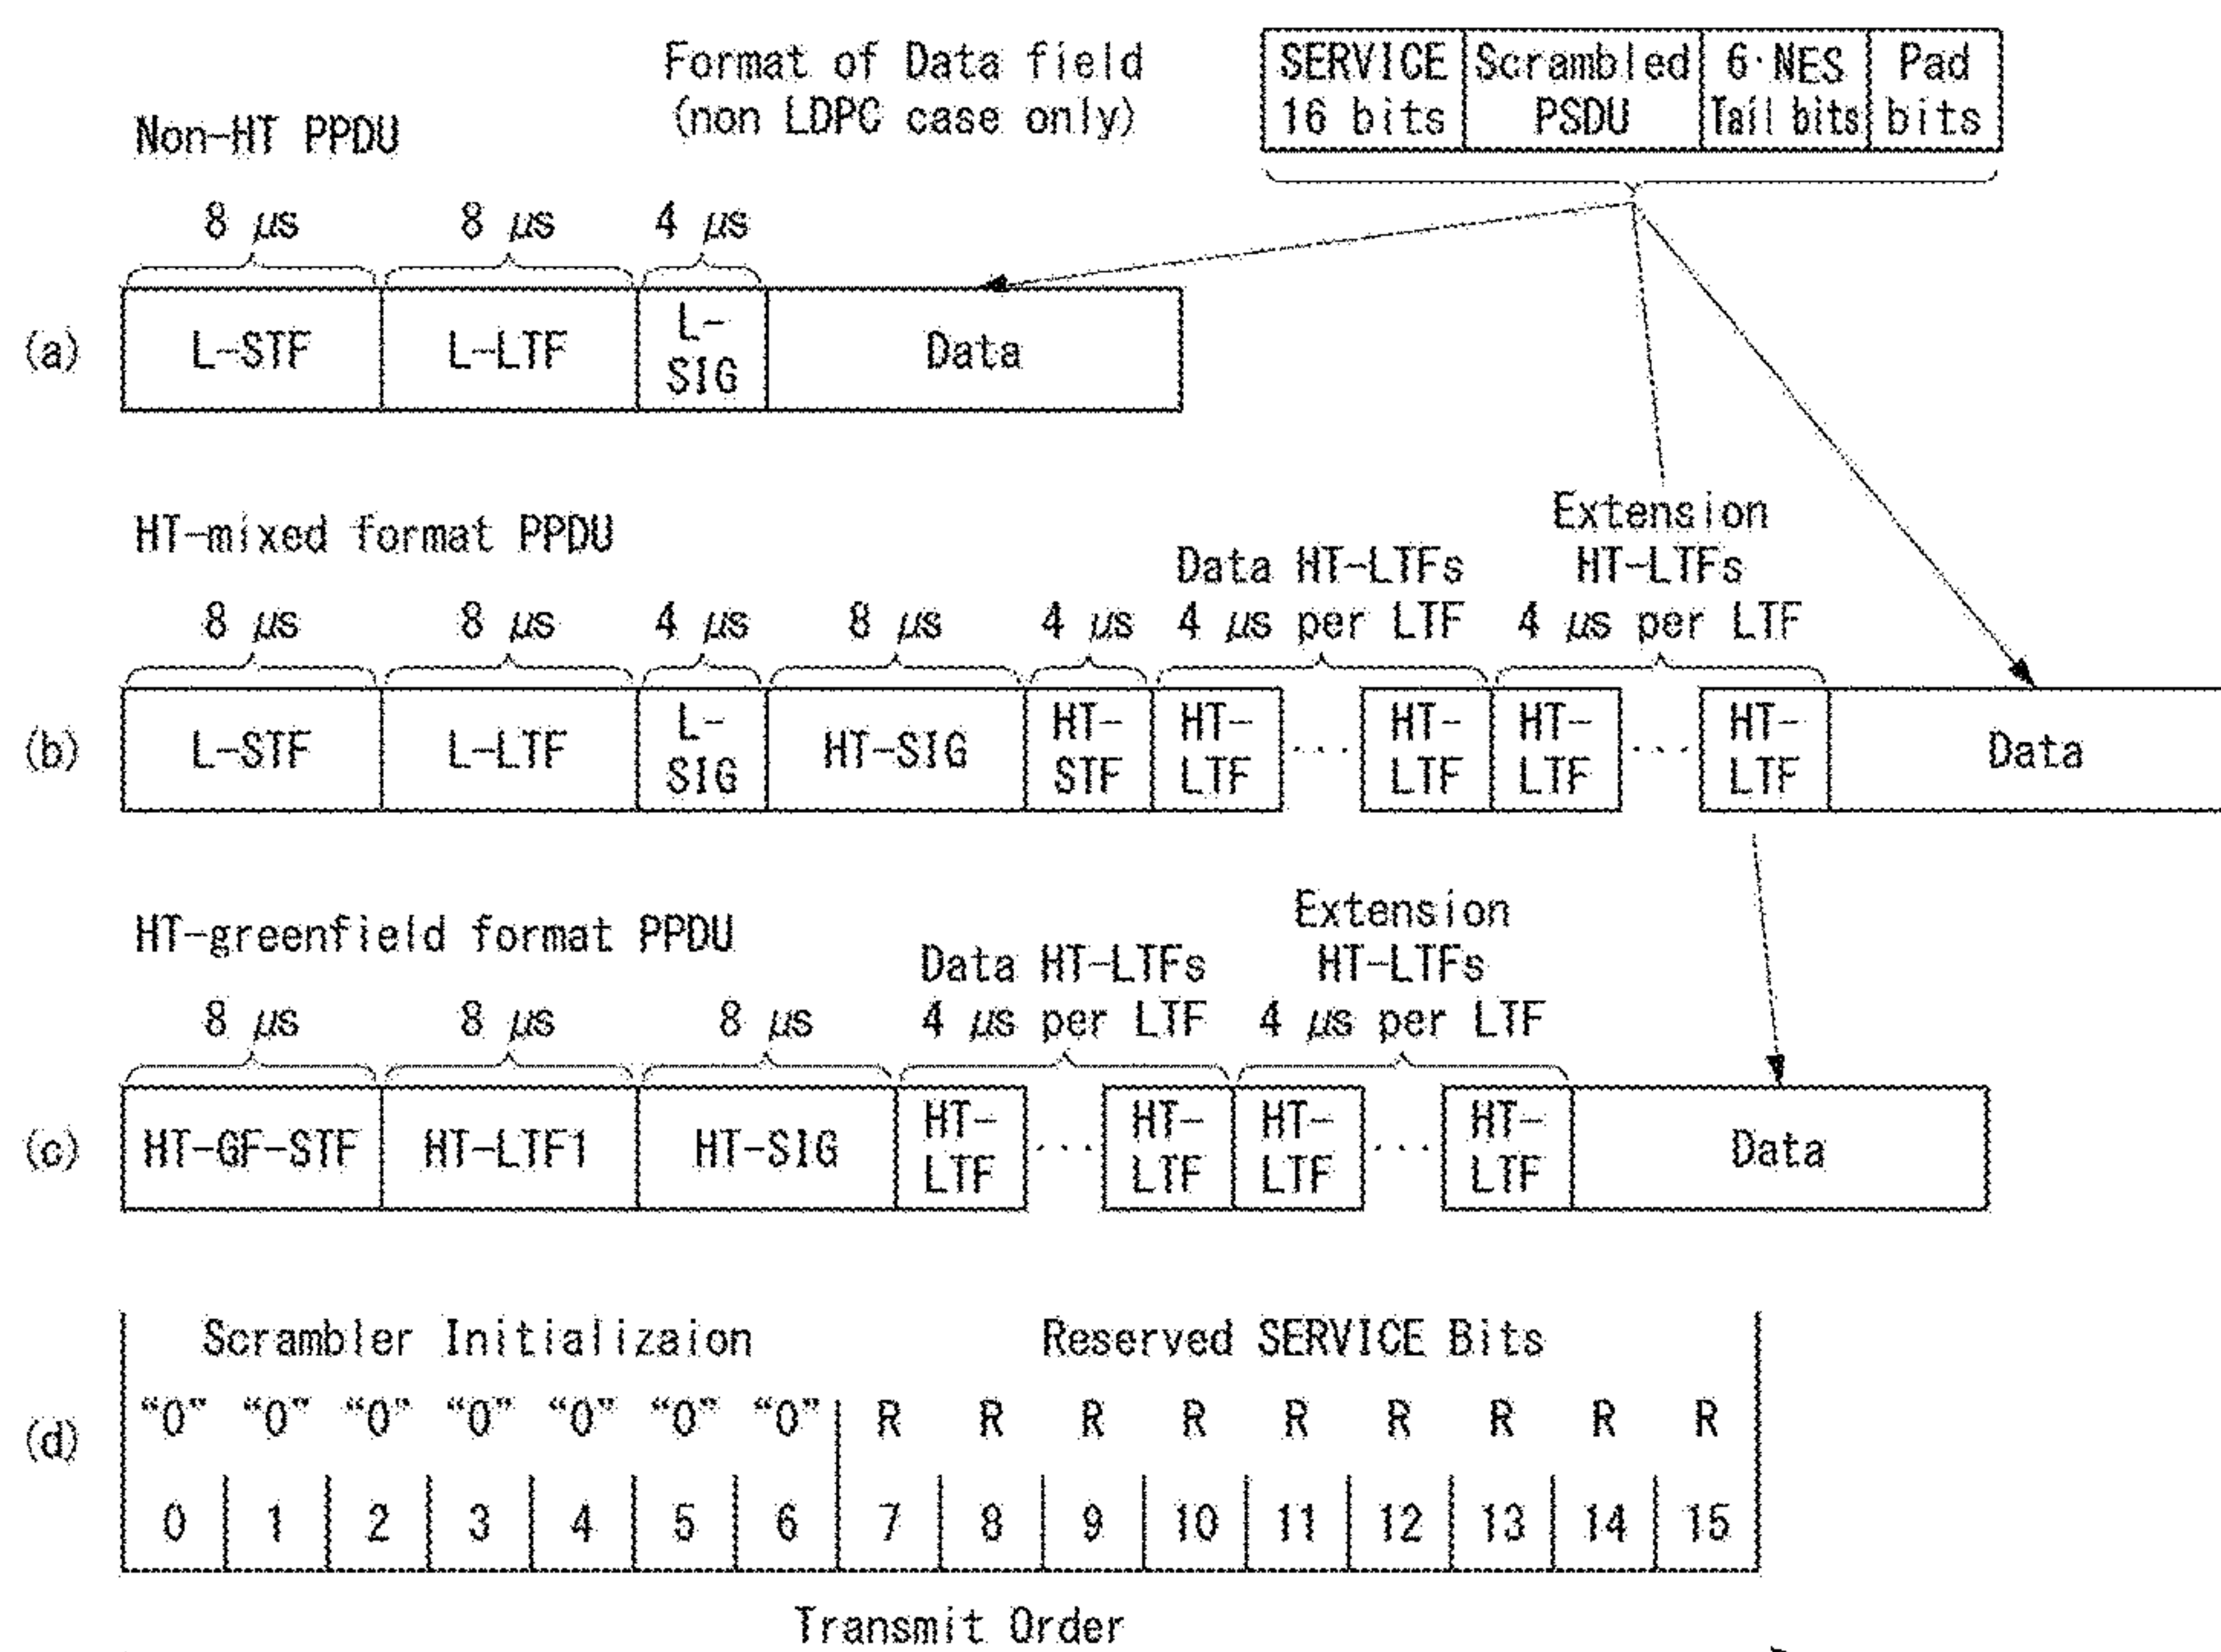 Format of Data field
(non LDPC case only)
SERVICE
16 bits
Scrambled
PSDU
6·NES
Tail bits
Pad
bits
Non-HT PPDU
8 μs
8 μs
4 μs
(a)
L-STF
L-LTF
L-
SIG
Data
HT-mixed format PPDU
8 μs
8 μs
4 μs
8 μs
4 μs
Data HT-LTFs
4 μs per LTF
Extension
HT-LTFs
4 μs per LTF
(b)
L-STF
L-LTF
L-
SIG
HT-SIG
HT-
STF
HT-
LTF
...
HT-
LTF
HT-
LTF
...
HT-
LTF
Data
HT-greenfield format PPDU
8 μs
8 μs
8 μs
Data HT-LTFs
4 μs per LTF
Extension
HT-LTFs
4 μs per LTF
(c)
HT-GF-STF
HT-LTF1
HT-SIG
HT-
LTF
...
HT-
LTF
HT-
LTF
...
HT-
LTF
Data
Scrambler Initializaion
Reserved SERVICE Bits
(d)
“0” “0” “0” “0” “0” “0” “0” R R R R R R R R R
0 1 2 3 4 5 6 7 8 9 10 11 12 13 14 15
Transmit Order